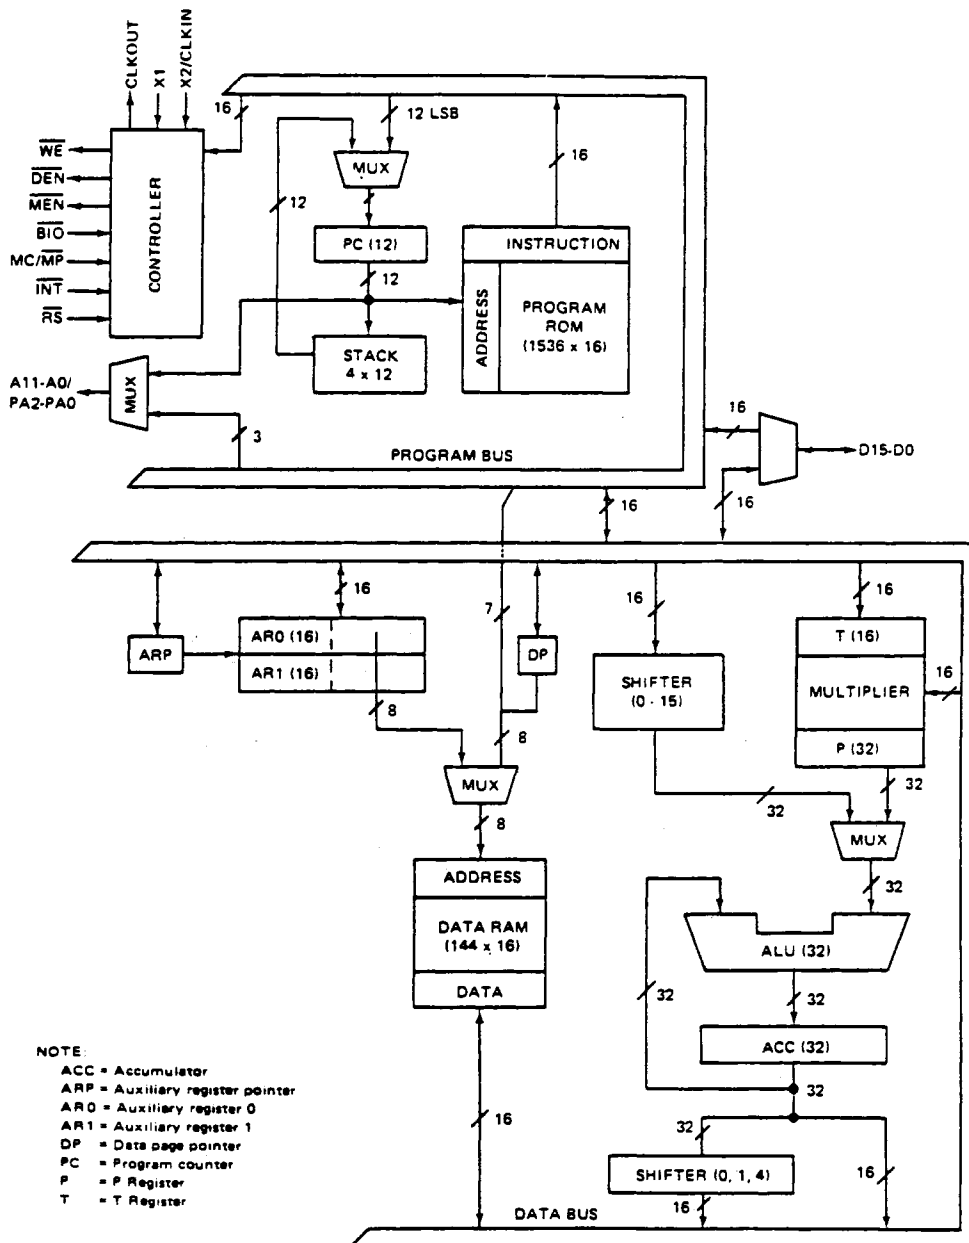 CLKOUT
X1
X2/CLKIN
WE
DEN
MEN
BIO
MC/MP
INT
RS
CONTROLLER
16
12 LSB
MUX
12
PC (12)
12
STACK
4 x 12
16
INSTRUCTION
ADDRESS
PROGRAM
ROM
(1536 x 16)
A11-A0/
PA2-PA0
MUX
3
PROGRAM BUS
16
D15-D0
16
16
ARP
16
AR0 (16)
AR1 (16)
8
7
DP
8
MUX
8
ADDRESS
DATA RAM
(144 x 16)
DATA
16
16
SHIFTER
(0 - 15)
32
16
T (16)
MULTIPLIER
P (32)
16
32
MUX
32
ALU (32)
32
32
ACC (32)
32
32
SHIFTER (0, 1, 4)
16
16
DATA BUS
NOTE:
ACC = Accumulator
ARP = Auxiliary register pointer
AR0 = Auxiliary register 0
AR1 = Auxiliary register 1
DP = Data page pointer
PC = Program counter
P = P Register
T = T Register